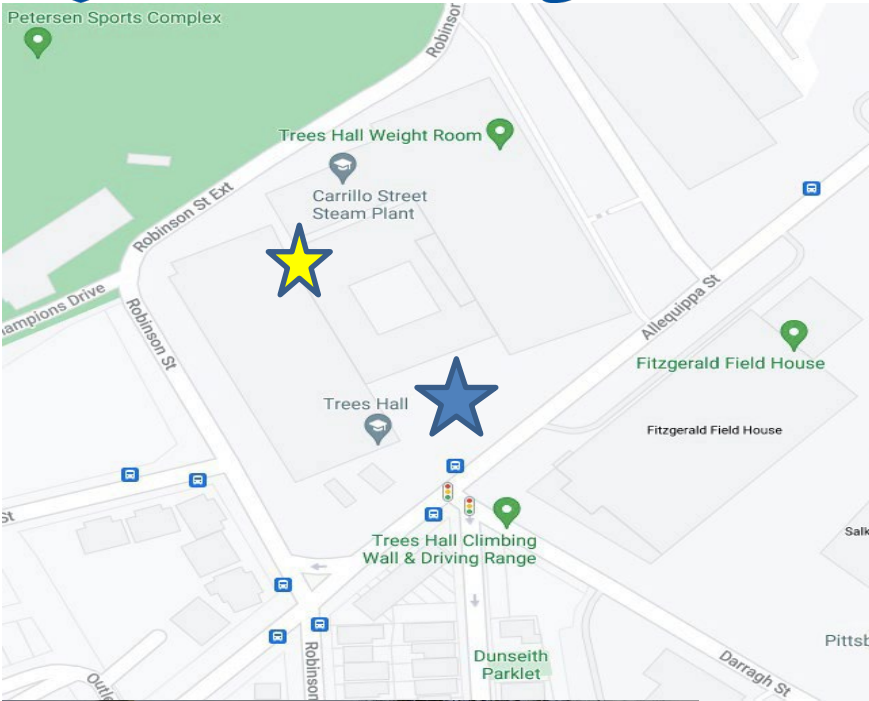 Petersen Sports Complex
Robinson
Trees Hall Weight Room
Carrillo Street
Steam Plant
Robinson St Ext
ampions Drive
Robinson St
Allequippa St
Fitzgerald Field House
Trees Hall
Fitzgerald Field House
St
Salk
Trees Hall Climbing
Wall & Driving Range
Pittsb
Robinson
Dunseith
Parklet
Darragh St
Outlo